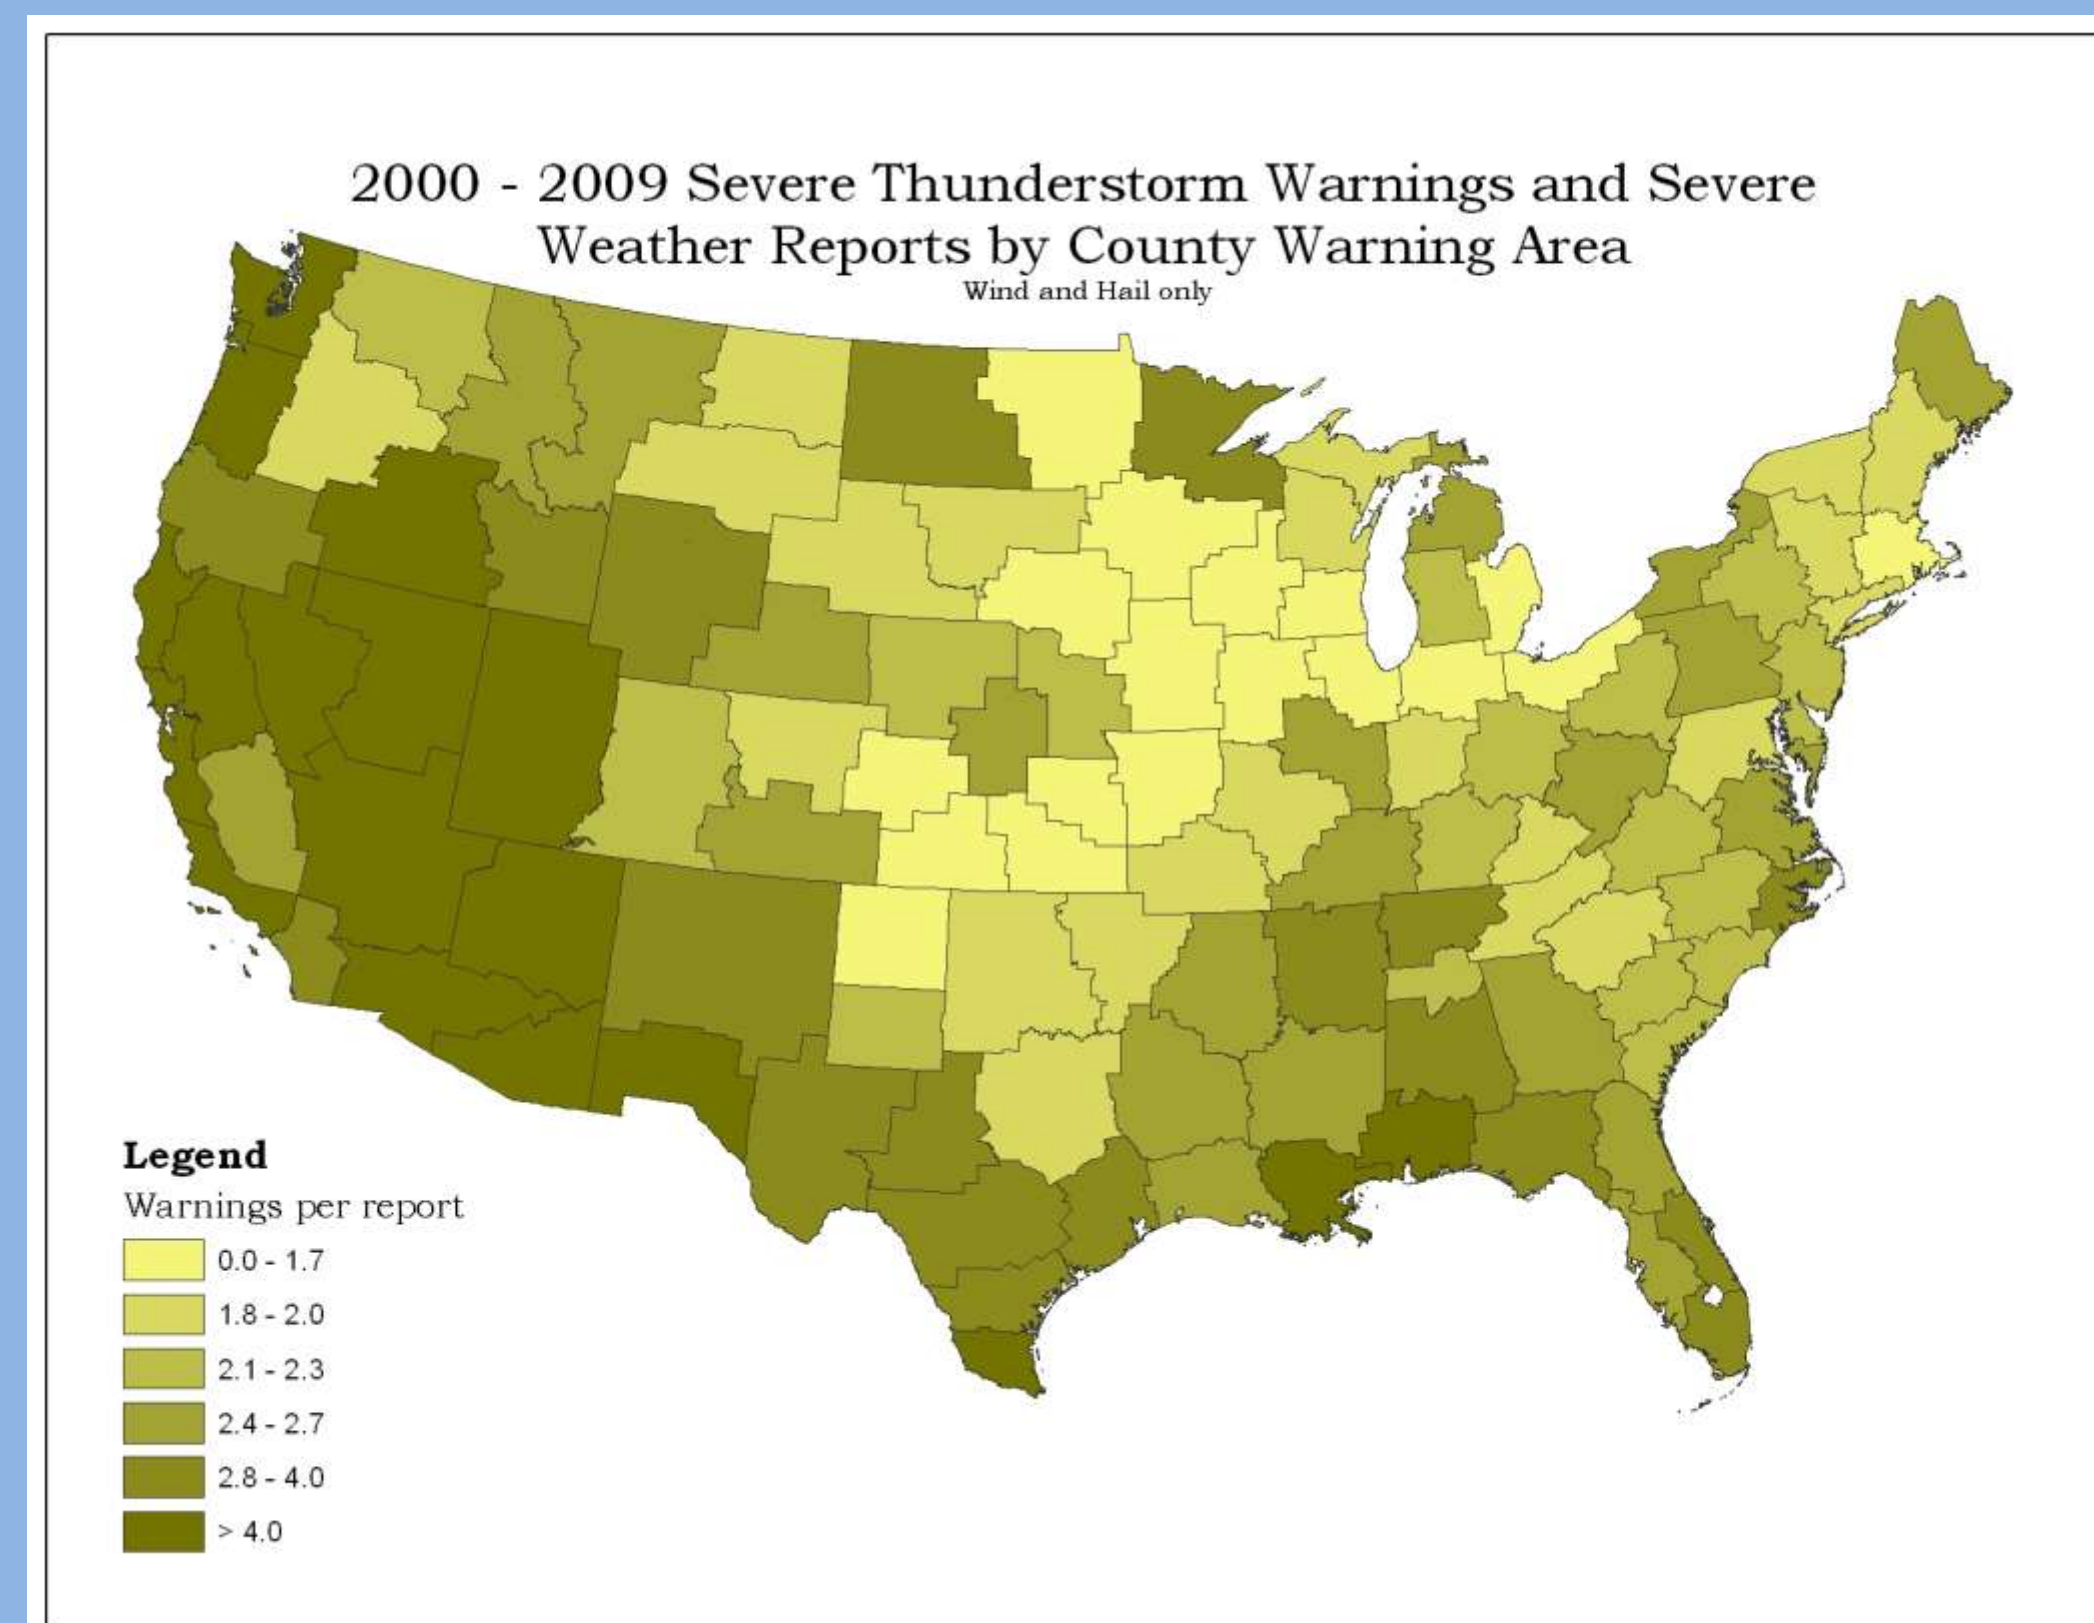 2000 - 2009 Severe Thunderstorm Warnings and Severe
Weather Reports by County Warning Area
Wind and Hail only
Legend
Warnings per report
0.0 - 1.7
1.8 - 2.0
2.1 - 2.3
2.4 - 2.7
2.8 - 4.0
> 4.0